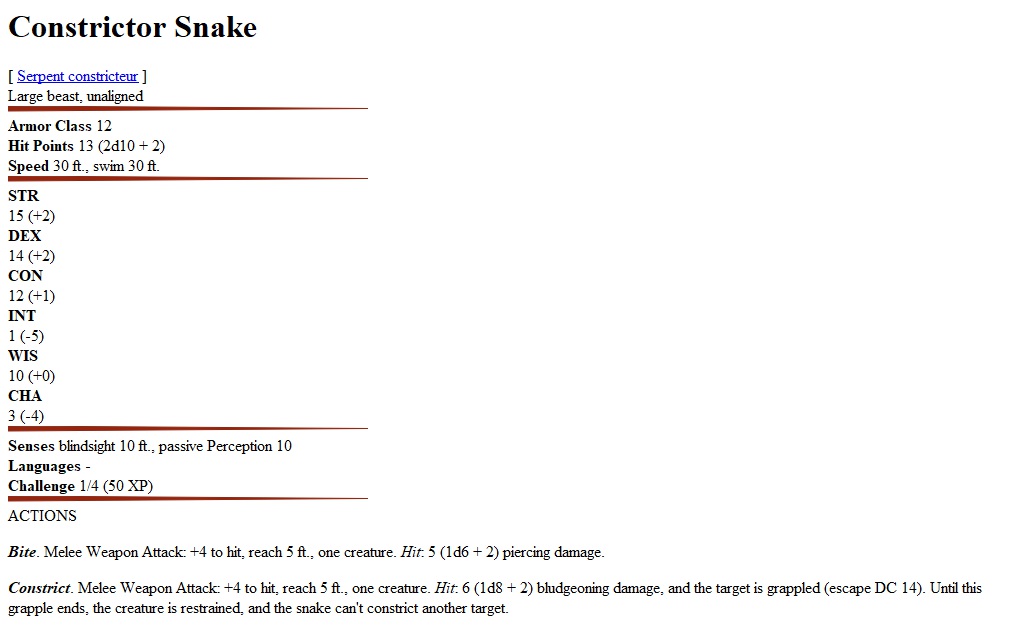 Constrictor Snake
[ Serpent constricteur ]
Large beast, unaligned
Armor Class 12
Hit Points 13 (2d10 + 2)
Speed 30 ft., swim 30 ft.
STR
15 (+2)
DEX
14 (+2)
CON
12 (+1)
INT
1 (-5)
WIS
10 (+0)
CHA
3 (-4)
Senses blindsight 10 ft., passive Perception 10
Languages -
Challenge 1/4 (50 XP)
ACTIONS
Bite. Melee Weapon Attack: +4 to hit, reach 5 ft., one creature. Hit: 5 (1d6 + 2) piercing damage.
Constrict. Melee Weapon Attack: +4 to hit, reach 5 ft., one creature. Hit: 6 (1d8 + 2) bludgeoning damage, and the target is grappled (escape DC 14). Until this
grapple ends, the creature is restrained, and the snake can't constrict another target.